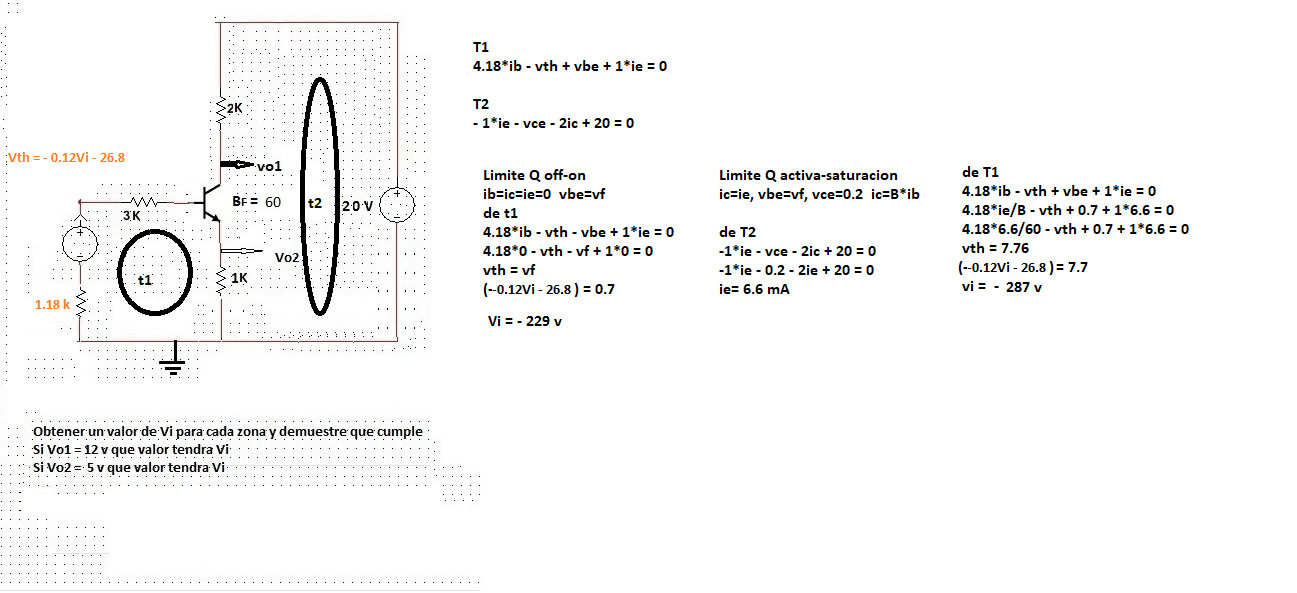 2K
Vth = - 0.12Vi - 26.8
vo1
3K
BF = 60
t2
20 V
Vo2
t1
1K
1.18 k
Obtener un valor de Vi para cada zona y demuestre que cumple
Si Vo1 = 12 v que valor tendra Vi
Si Vo2 = 5 v que valor tendra Vi
T1
4.18*ib - vth + vbe + 1*ie = 0
T2
- 1*ie - vce - 2ic + 20 = 0
Limite Q off-on
ib=ic=ie=0 vbe=vf
de t1
4.18*ib - vth - vbe + 1*ie = 0
4.18*0 - vth - vf + 1*0 = 0
vth = vf
(--0.12Vi - 26.8 ) = 0.7
Vi = - 229 v
Limite Q activa-saturacion
ic=ie, vbe=vf, vce=0.2 ic=B*ib
de T2
-1*ie - vce - 2ic + 20 = 0
-1*ie - 0.2 - 2ie + 20 = 0
ie= 6.6 mA
de T1
4.18*ib - vth + vbe + 1*ie = 0
4.18*ie/B - vth + 0.7 + 1*6.6 = 0
4.18*6.6/60 - vth + 0.7 + 1*6.6 = 0
vth = 7.76
(--0.12Vi - 26.8 ) = 7.7
vi = - 287 v